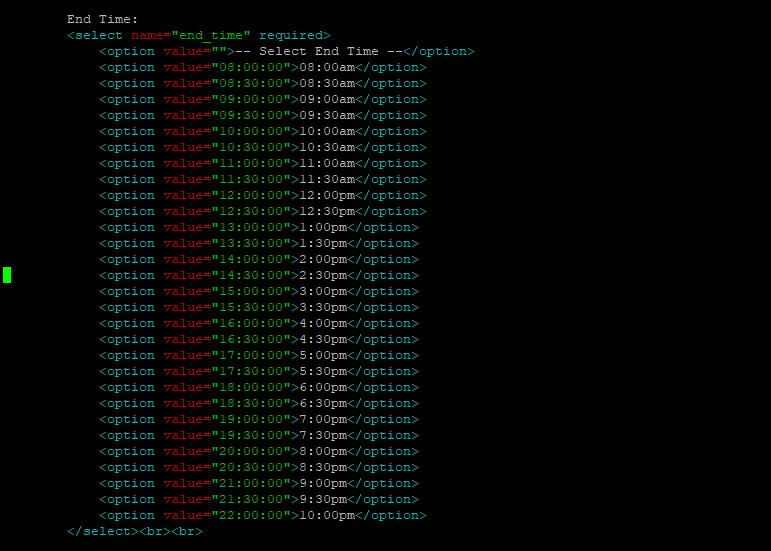 End Time:
<select name="end_time" required>
<option value="">-- Select End Time --</option>
<option value="08:00:00">08:00am</option>
<option value="08:30:00">08:30am</option>
<option value="09:00:00">09:00am</option>
<option value="09:30:00">09:30am</option>
<option value="10:00:00">10:00am</option>
<option value="10:30:00">10:30am</option>
<option value="11:00:00">11:00am</option>
<option value="11:30:00">11:30am</option>
<option value="12:00:00">12:00pm</option>
<option value="12:30:00">12:30pm</option>
<option value="13:00:00">1:00pm</option>
<option value="13:30:00">1:30pm</option>
<option value="14:00:00">2:00pm</option>
<option value="14:30:00">2:30pm</option>
<option value="15:00:00">3:00pm</option>
<option value="15:30:00">3:30pm</option>
<option value="16:00:00">4:00pm</option>
<option value="16:30:00">4:30pm</option>
<option value="17:00:00">5:00pm</option>
<option value="17:30:00">5:30pm</option>
<option value="18:00:00">6:00pm</option>
<option value="18:30:00">6:30pm</option>
<option value="19:00:00">7:00pm</option>
<option value="19:30:00">7:30pm</option>
<option value="20:00:00">8:00pm</option>
<option value="20:30:00">8:30pm</option>
<option value="21:00:00">9:00pm</option>
<option value="21:30:00">9:30pm</option>
<option value="22:00:00">10:00pm</option>
</select><br><br>